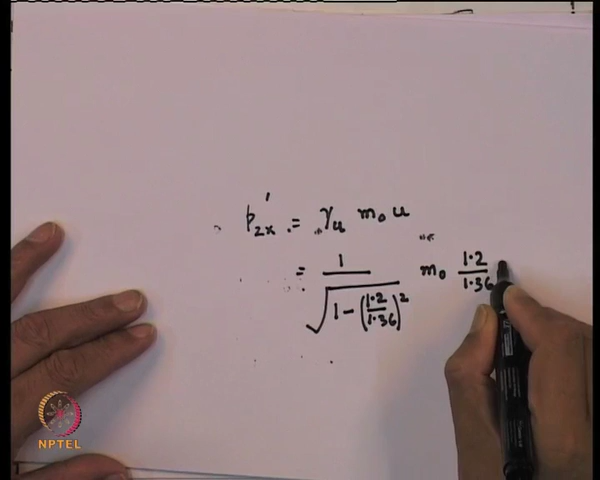 p'₂ₓ = γᵤ m₀ u
= 1 / √(1 - (1.2/1.36)²) m₀ 1.2/1.36
NPTEL